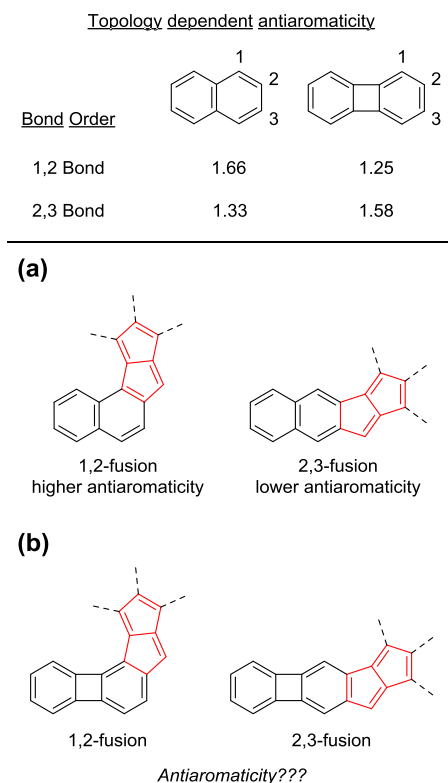 Topology dependent antiaromaticity
1 1
2 2
Bond Order 3 3
1,2 Bond 1.66 1.25
2,3 Bond 1.33 1.58
(a)
1,2-fusion 2,3-fusion
higher antiaromaticity lower antiaromaticity
(b)
1,2-fusion 2,3-fusion
Antiaromaticity???